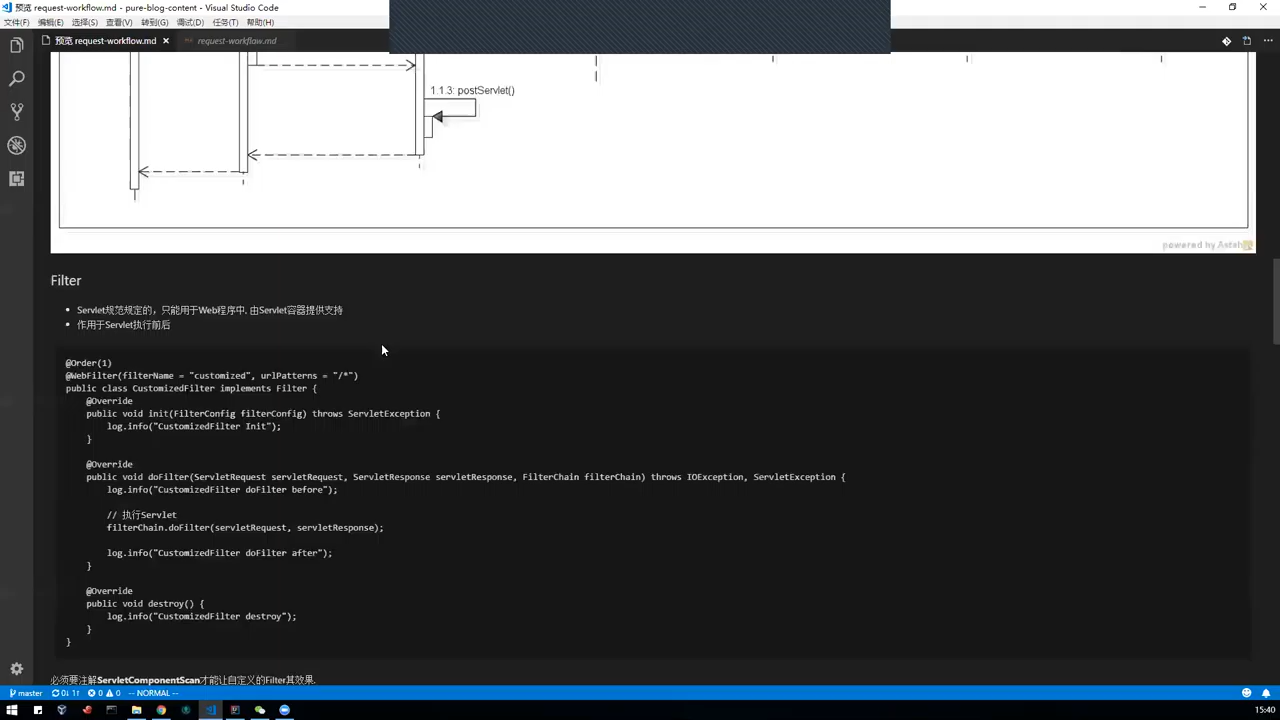 预览 request-workflow.md - pure-blog-content - Visual Studio Code
文件(F) 编辑(E) 选择(S) 查看(V) 转到(G) 调试(D) 任务(T) 帮助(H)
预览 request-workflow.md × request-workflow.md
1.1.3: postServlet()
powered by Astah
Filter
Servlet规范规定的，只能用于Web程序中, 由Servlet容器提供支持
作用于Servlet执行前后
@Order(1)
@WebFilter(filterName = "customized", urlPatterns = "/*")
public class CustomizedFilter implements Filter {
@Override
public void init(FilterConfig filterConfig) throws ServletException {
log.info("CustomizedFilter Init");
}
@Override
public void doFilter(ServletRequest servletRequest, ServletResponse servletResponse, FilterChain filterChain) throws IOException, ServletException {
log.info("CustomizedFilter doFilter before");
// 执行Servlet
filterChain.doFilter(servletRequest, servletResponse);
log.info("CustomizedFilter doFilter after");
}
@Override
public void destroy() {
log.info("CustomizedFilter destroy");
}
}
必须要注解ServletComponentScan才能让自定义的Filter其效果.
master 0↓ 1↑ 0 0 -- NORMAL --
15:40